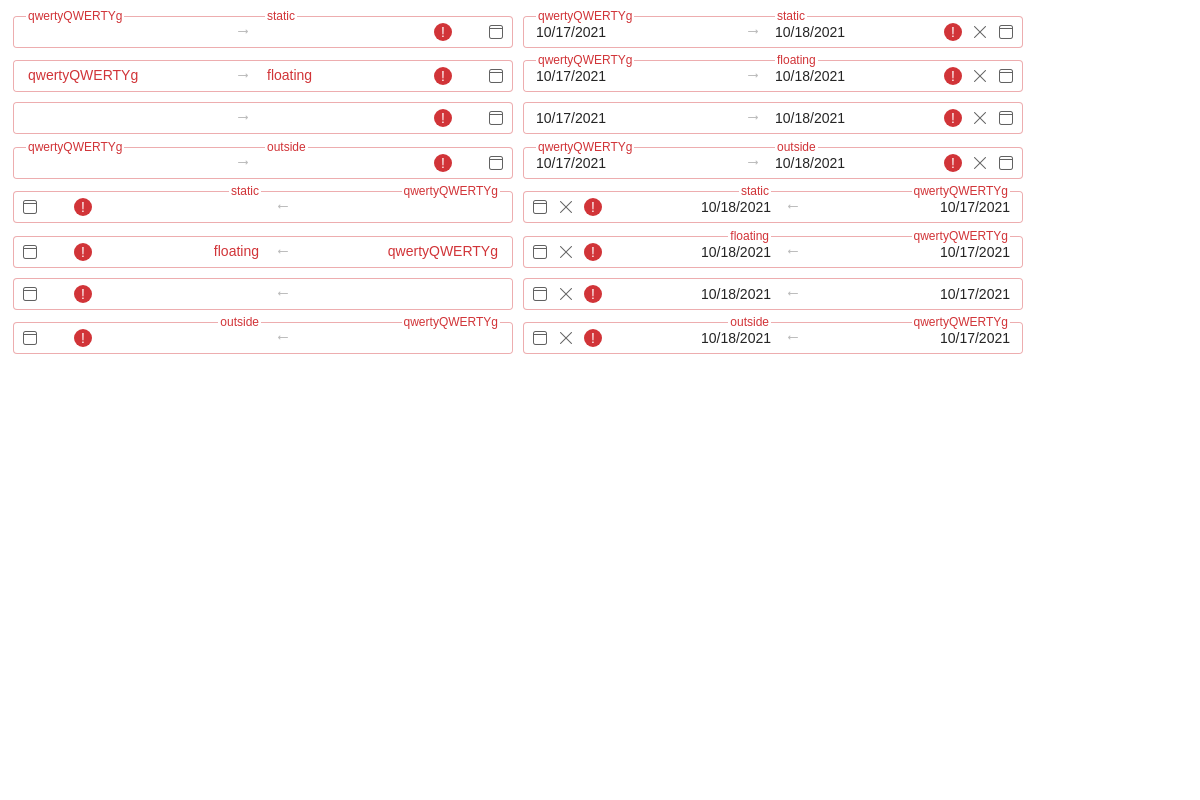 qwertyQWERTYg static qwertyQWERTYg static
→ ! 10/17/2021 → 10/18/2021 !
qwertyQWERTYg floating
qwertyQWERTYg → floating ! 10/17/2021 → 10/18/2021 !
→ ! 10/17/2021 → 10/18/2021 !
qwertyQWERTYg outside qwertyQWERTYg outside
→ ! 10/17/2021 → 10/18/2021 !
static qwertyQWERTYg static qwertyQWERTYg
! ← ! 10/18/2021 ← 10/17/2021
floating qwertyQWERTYg
! floating ← qwertyQWERTYg ! 10/18/2021 ← 10/17/2021
! ← ! 10/18/2021 ← 10/17/2021
outside qwertyQWERTYg outside qwertyQWERTYg
! ← ! 10/18/2021 ← 10/17/2021